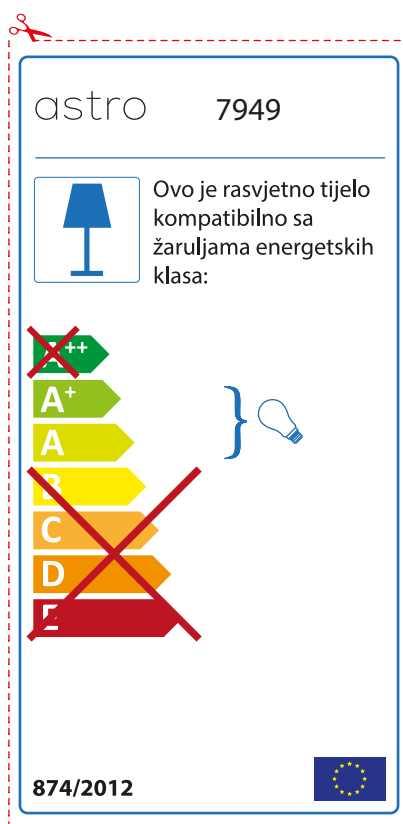 astro 7949
Ovo je rasvjetno tijelo
kompatibilno sa
žaruljama energetskih
klasa:
A++
A+
A
B
C
D
E
874/2012